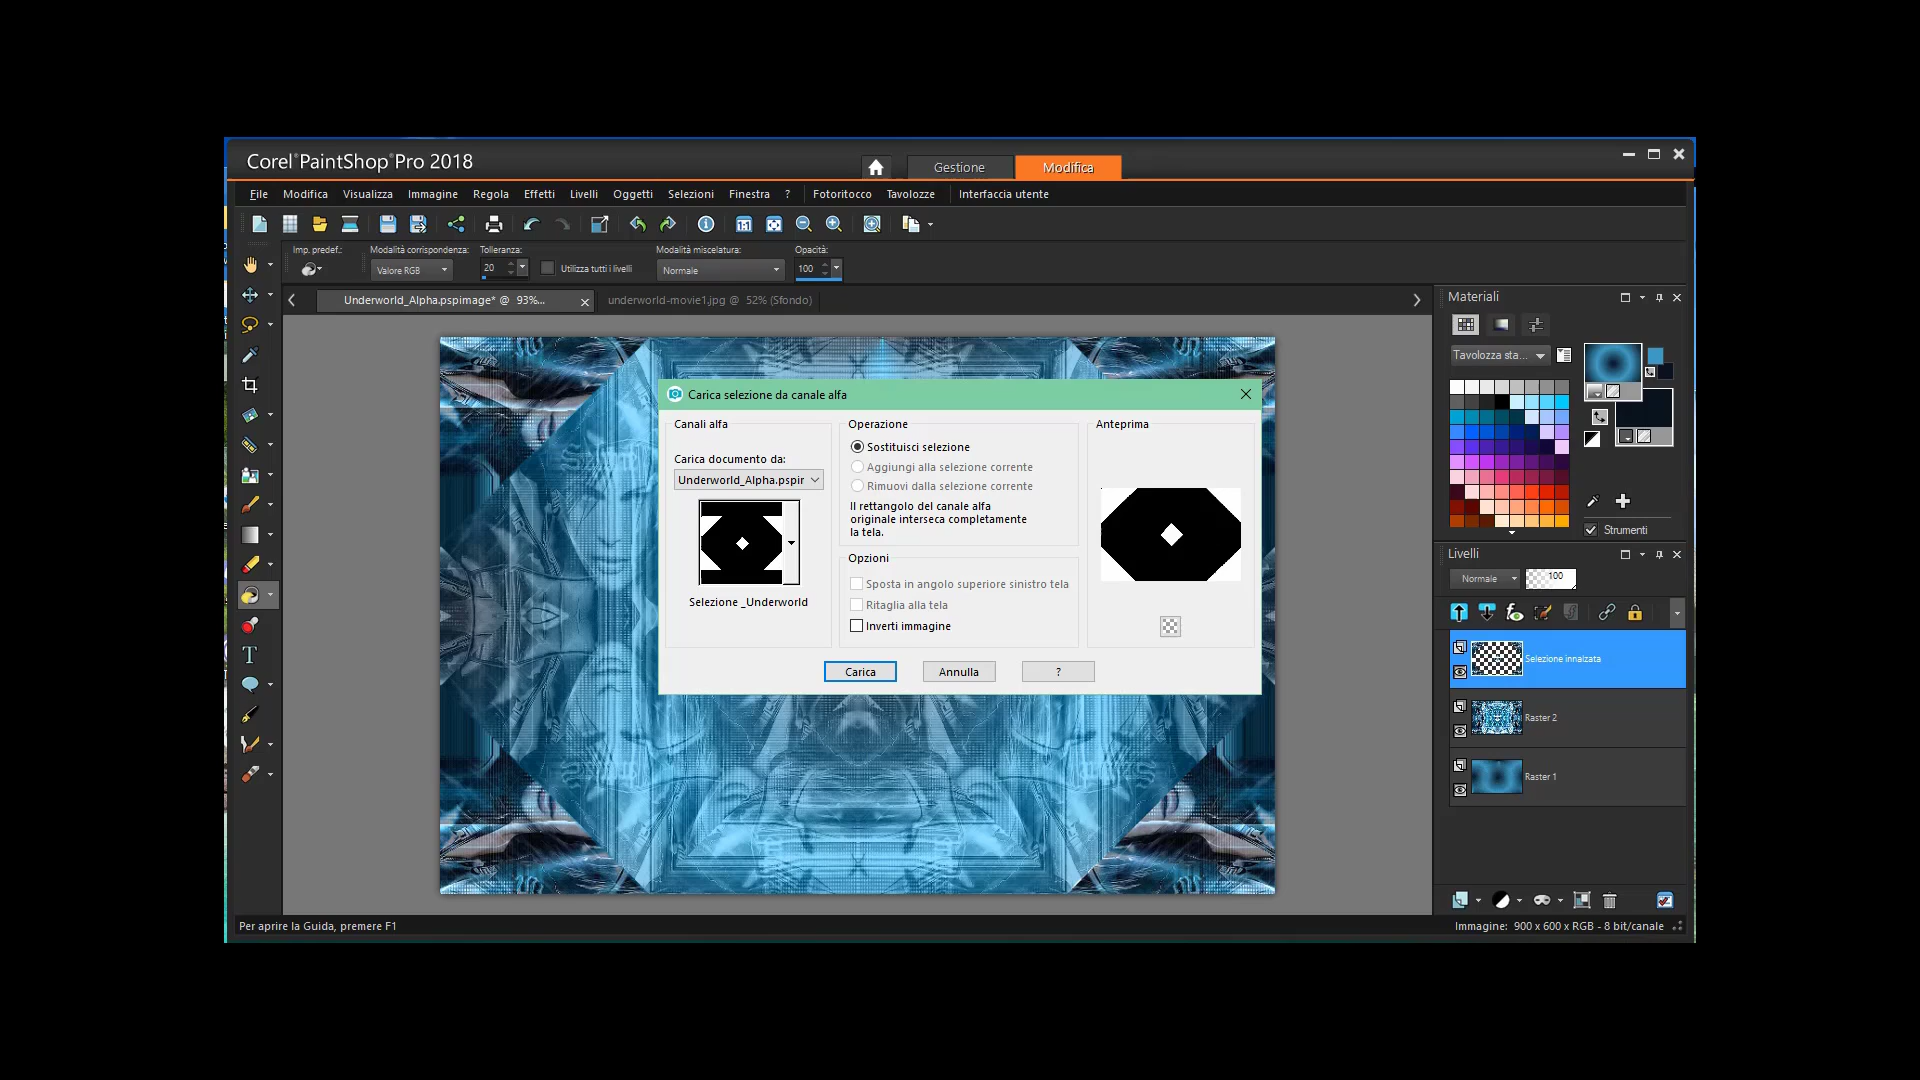 Corel®PaintShop®Pro 2018
Gestione
Modifica
File Modifica Visualizza Immagine Regola Effetti Livelli Oggetti Selezioni Finestra ? Fotoritocco Tavolozze Interfaccia utente
Imp. predef.: Modalità corrispondenza: Tolleranza: Modalità miscelatura: Opacità:
Valore RGB 20 Utilizza tutti i livelli Normale 100
Underworld_Alpha.pspimage* @ 93%...
underworld-movie1.jpg @ 52% (Sfondo)
Carica selezione da canale alfa
Canali alfa
Carica documento da:
Underworld_Alpha.pspir
Selezione _Underworld
Operazione
Sostituisci selezione
Aggiungi alla selezione corrente
Rimuovi dalla selezione corrente
Il rettangolo del canale alfa
originale interseca completamente
la tela.
Opzioni
Sposta in angolo superiore sinistro tela
Ritaglia alla tela
Inverti immagine
Anteprima
Carica
Annulla
?
Materiali
Tavolozza sta...
Strumenti
Livelli
Normale 100
Selezione innalzata
Raster 2
Raster 1
Per aprire la Guida, premere F1
Immagine: 900 x 600 x RGB - 8 bit/canale